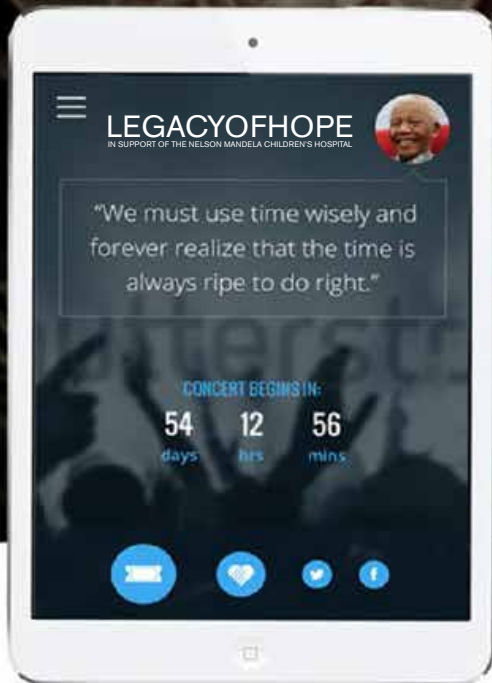 LEGACYOFHOPE
IN SUPPORT OF THE NELSON MANDELA CHILDREN'S HOSPITAL
“We must use time wisely and
forever realize that the time is
always ripe to do right.”
CONCERT BEGINS IN:
54 12 56
days hrs mins